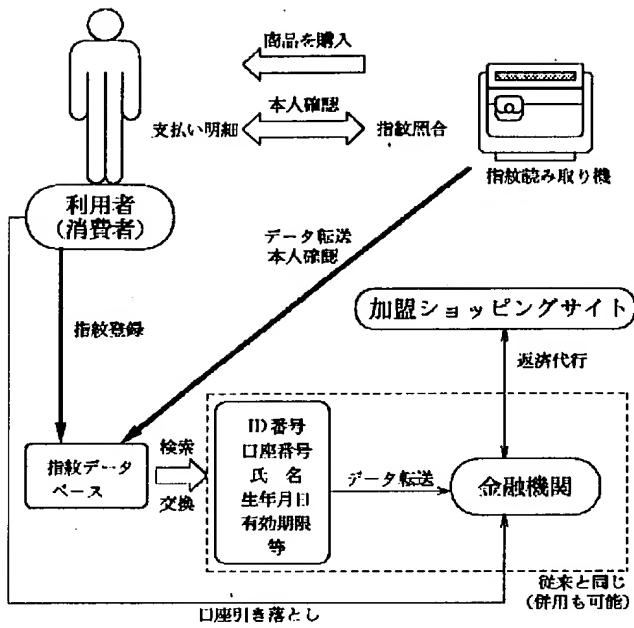 商品を購入
本人確認
支払い明細
指紋照合
指紋読み取り機
利用者
(消費者)
データ転送
本人確認
加盟ショッピングサイト
指紋登録
返済代行
ID番号
口座番号
氏　名
生年月日
有効期限
等
検索
交換
指紋データ
ベース
データ転送
金融機関
従来と同じ
(併用も可能)
口座引き落とし